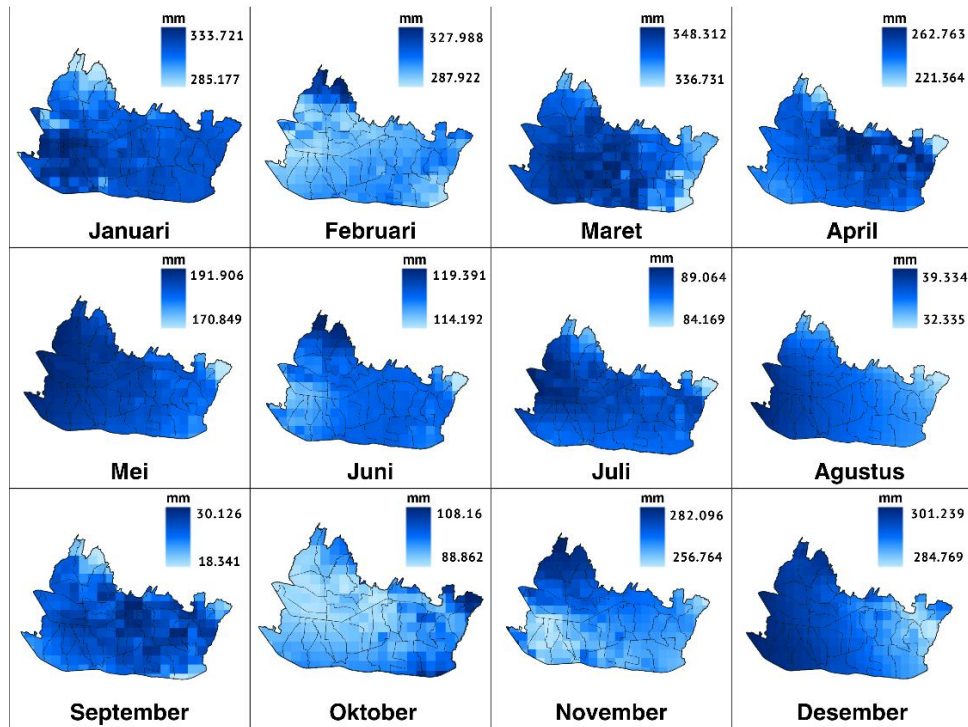 mm
333.721
285.177
Januari
mm
327.988
287.922
Februari
mm
348.312
336.731
Maret
mm
262.763
221.364
April
mm
191.906
170.849
Mei
mm
119.391
114.192
Juni
mm
89.064
84.169
Juli
mm
39.334
32.335
Agustus
mm
30.126
18.341
September
mm
108.16
88.862
Oktober
mm
282.096
256.764
November
mm
301.239
284.769
Desember